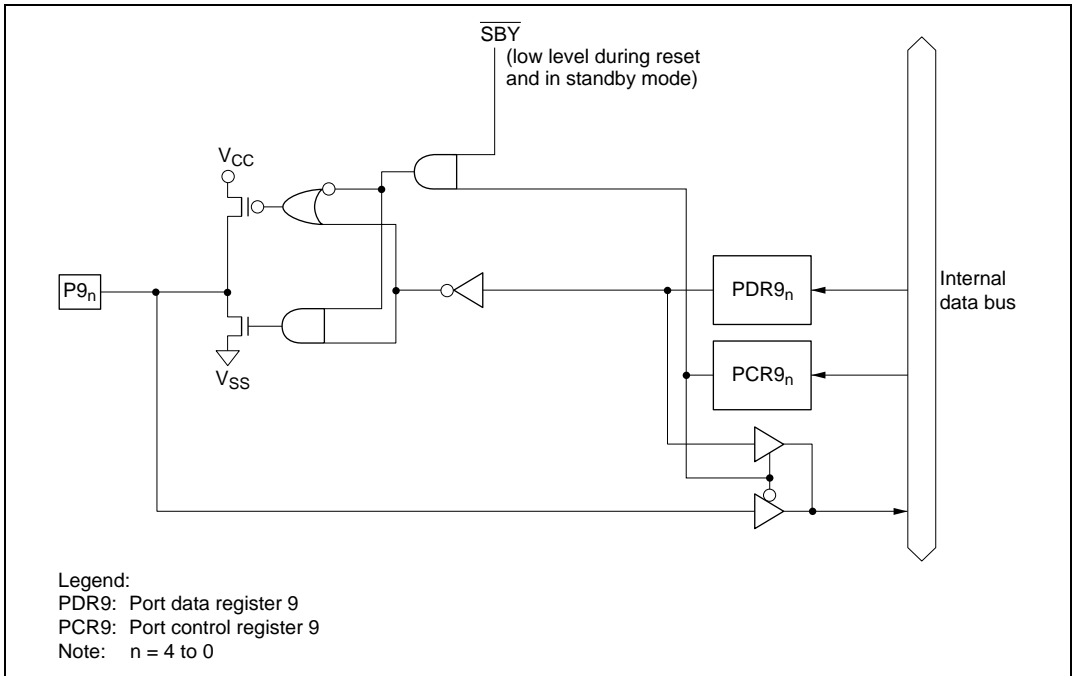 S̅B̅Y̅
(low level during reset
and in standby mode)
VCC
P9n
VSS
PDR9n
PCR9n
Internal
data bus
Legend:
PDR9: Port data register 9
PCR9: Port control register 9
Note: n = 4 to 0